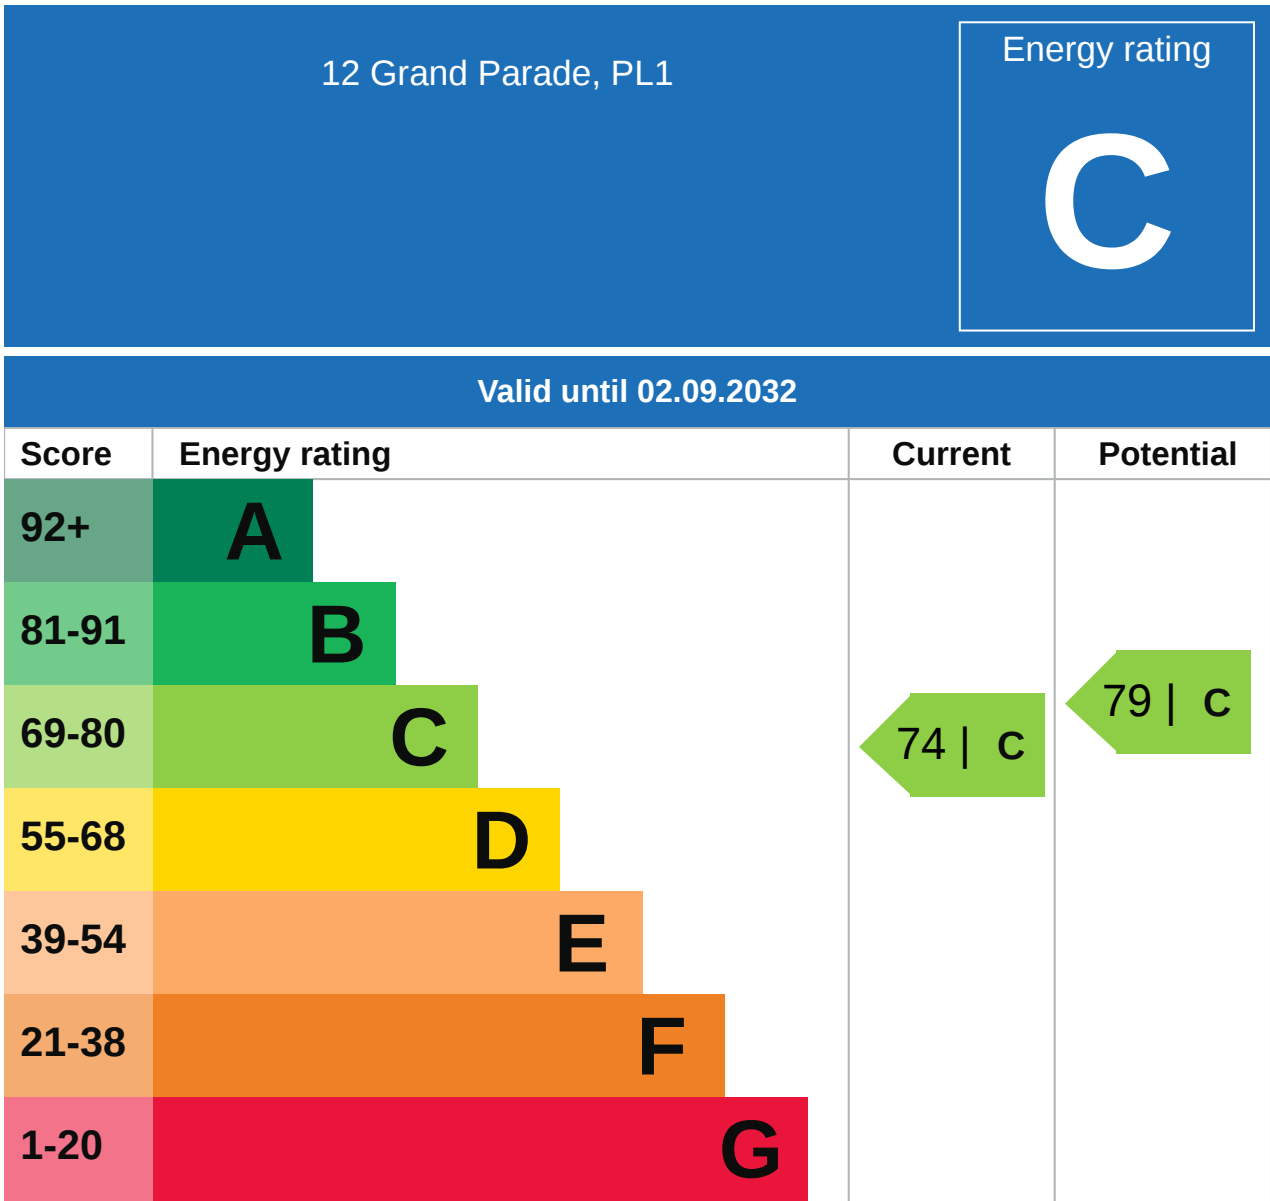 12 Grand Parade, PL1
Energy rating
C
Valid until 02.09.2032
Score Energy rating Current Potential
92+ A
81-91 B
69-80 C
74 | C
79 | C
55-68 D
39-54 E
21-38 F
1-20 G